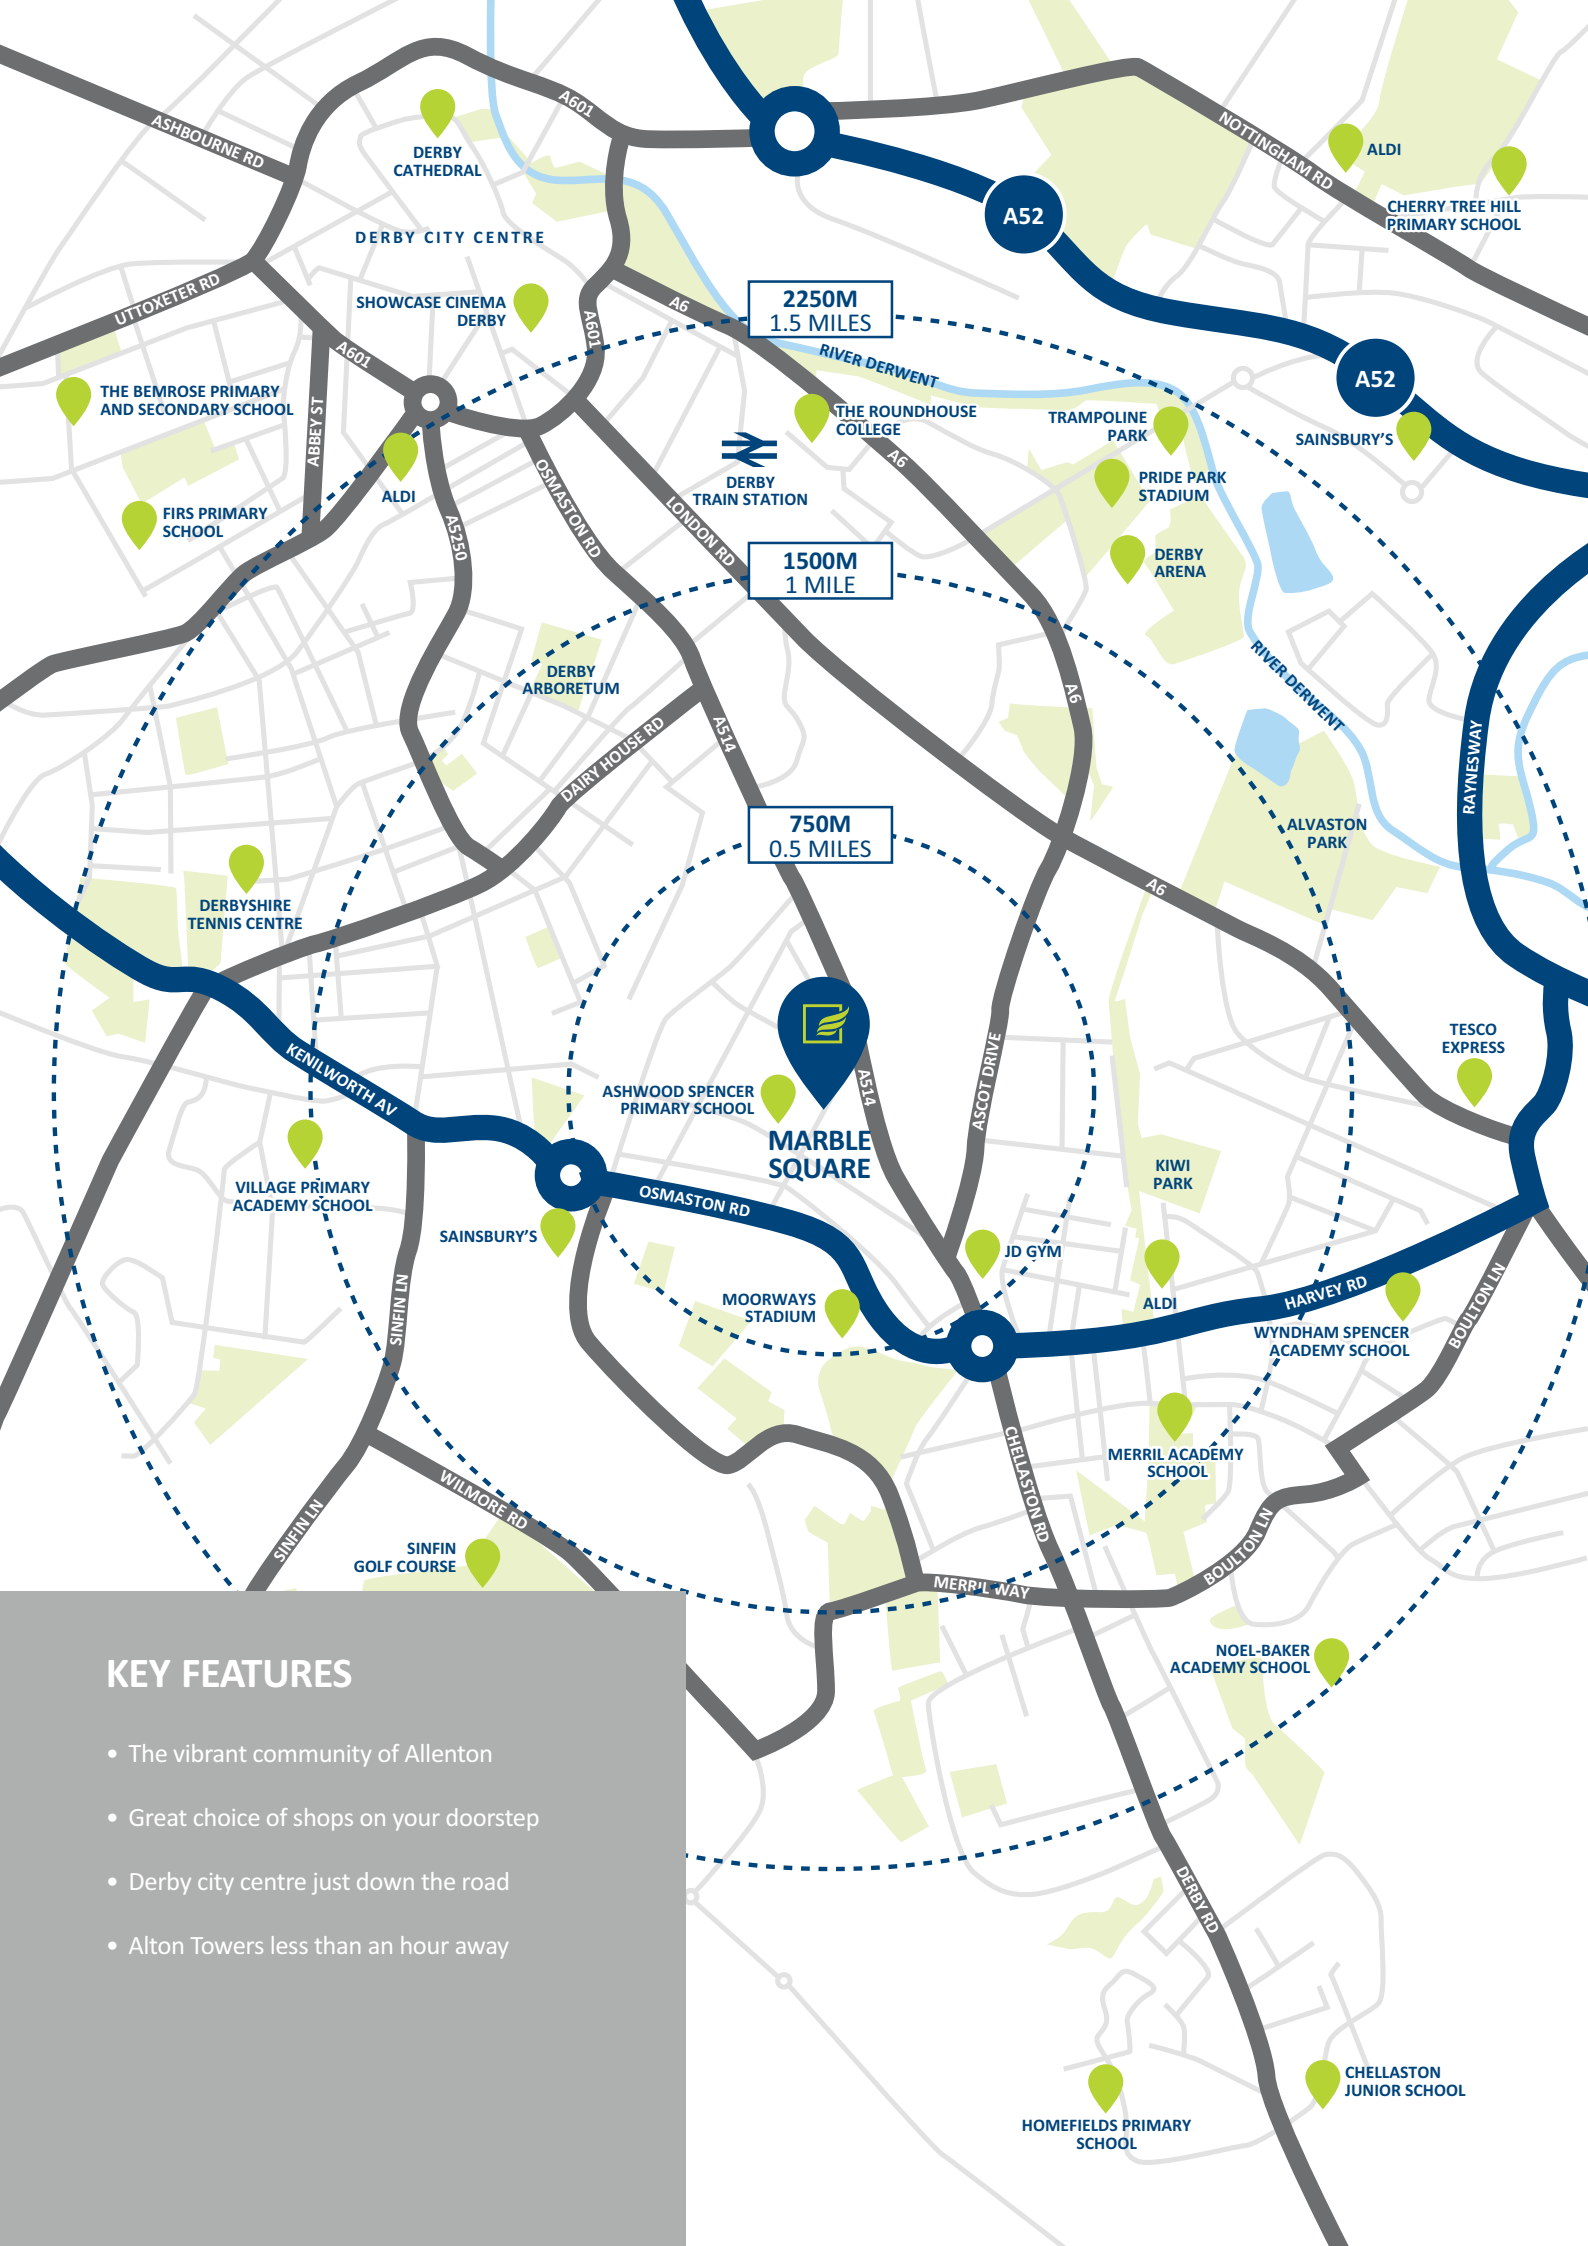 A601
ASHBOURNE RD
DERBY
CATHEDRAL
NOTTINGHAM RD
ALDI
CHERRY TREE HILL
PRIMARY SCHOOL
A52
DERBY CITY CENTRE
UTTOXETER RD
SHOWCASE CINEMA
DERBY
A601
A6
2250M
1.5 MILES
RIVER DERWENT
A601
A52
THE BEMROSE PRIMARY
AND SECONDARY SCHOOL
ABBEY ST
THE ROUNDHOUSE
COLLEGE
TRAMPOLINE
PARK
SAINSBURY'S
A6
ALDI
OSMASTON RD
DERBY
TRAIN STATION
PRIDE PARK
STADIUM
FIRS PRIMARY
SCHOOL
A5250
LONDON RD
1500M
1 MILE
DERBY
ARENA
DERBY
ARBORETUM
RIVER DERWENT
A6
A514
DAIRY HOUSE RD
RAYNESWAY
750M
0.5 MILES
ALVASTON
PARK
A6
DERBYSHIRE
TENNIS CENTRE
TESCO
EXPRESS
KENILWORTH AV
ASHWOOD SPENCER
PRIMARY SCHOOL
A514
ASCOT DRIVE
MARBLE
SQUARE
KIWI
PARK
VILLAGE PRIMARY
ACADEMY SCHOOL
OSMASTON RD
SAINSBURY'S
JD GYM
SINFIN LN
MOORWAYS
STADIUM
ALDI
HARVEY RD
BOULTON LN
WYNDHAM SPENCER
ACADEMY SCHOOL
CHELLASTON RD
MERRIL ACADEMY
SCHOOL
WILMORE RD
SINFIN LN
SINFIN
GOLF COURSE
BOULTON LN
MERRIL WAY
NOEL-BAKER
ACADEMY SCHOOL
KEY FEATURES
• The vibrant community of Allenton
• Great choice of shops on your doorstep
• Derby city centre just down the road
• Alton Towers less than an hour away
DERBY RD
CHELLASTON
JUNIOR SCHOOL
HOMEFIELDS PRIMARY
SCHOOL